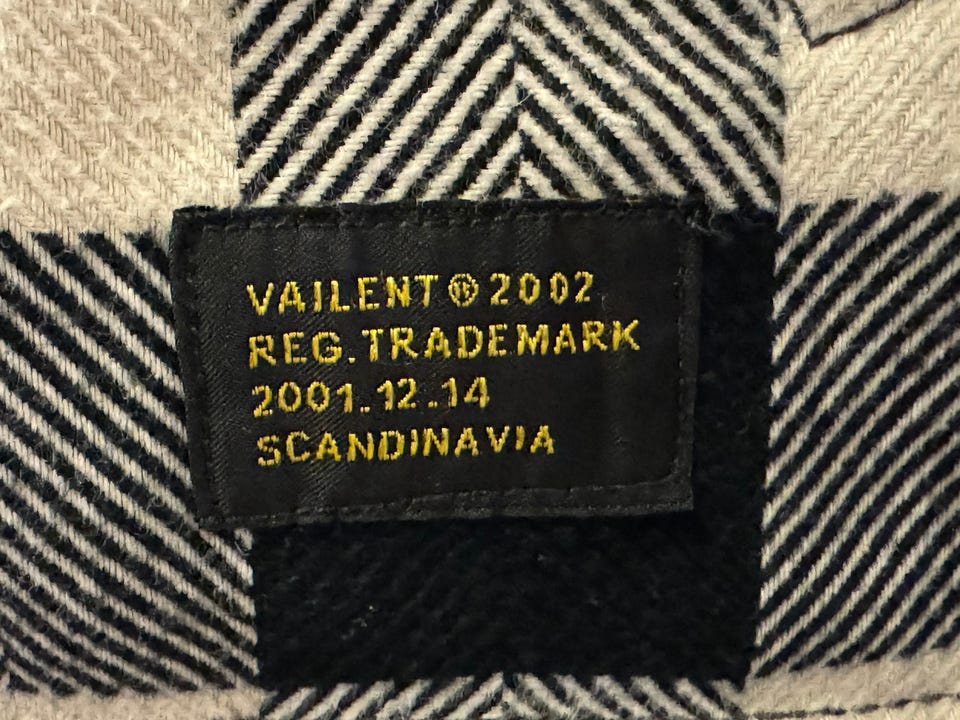 VAILENT® 2002
REG. TRADEMARK
2001.12.14
SCANDINAVIA